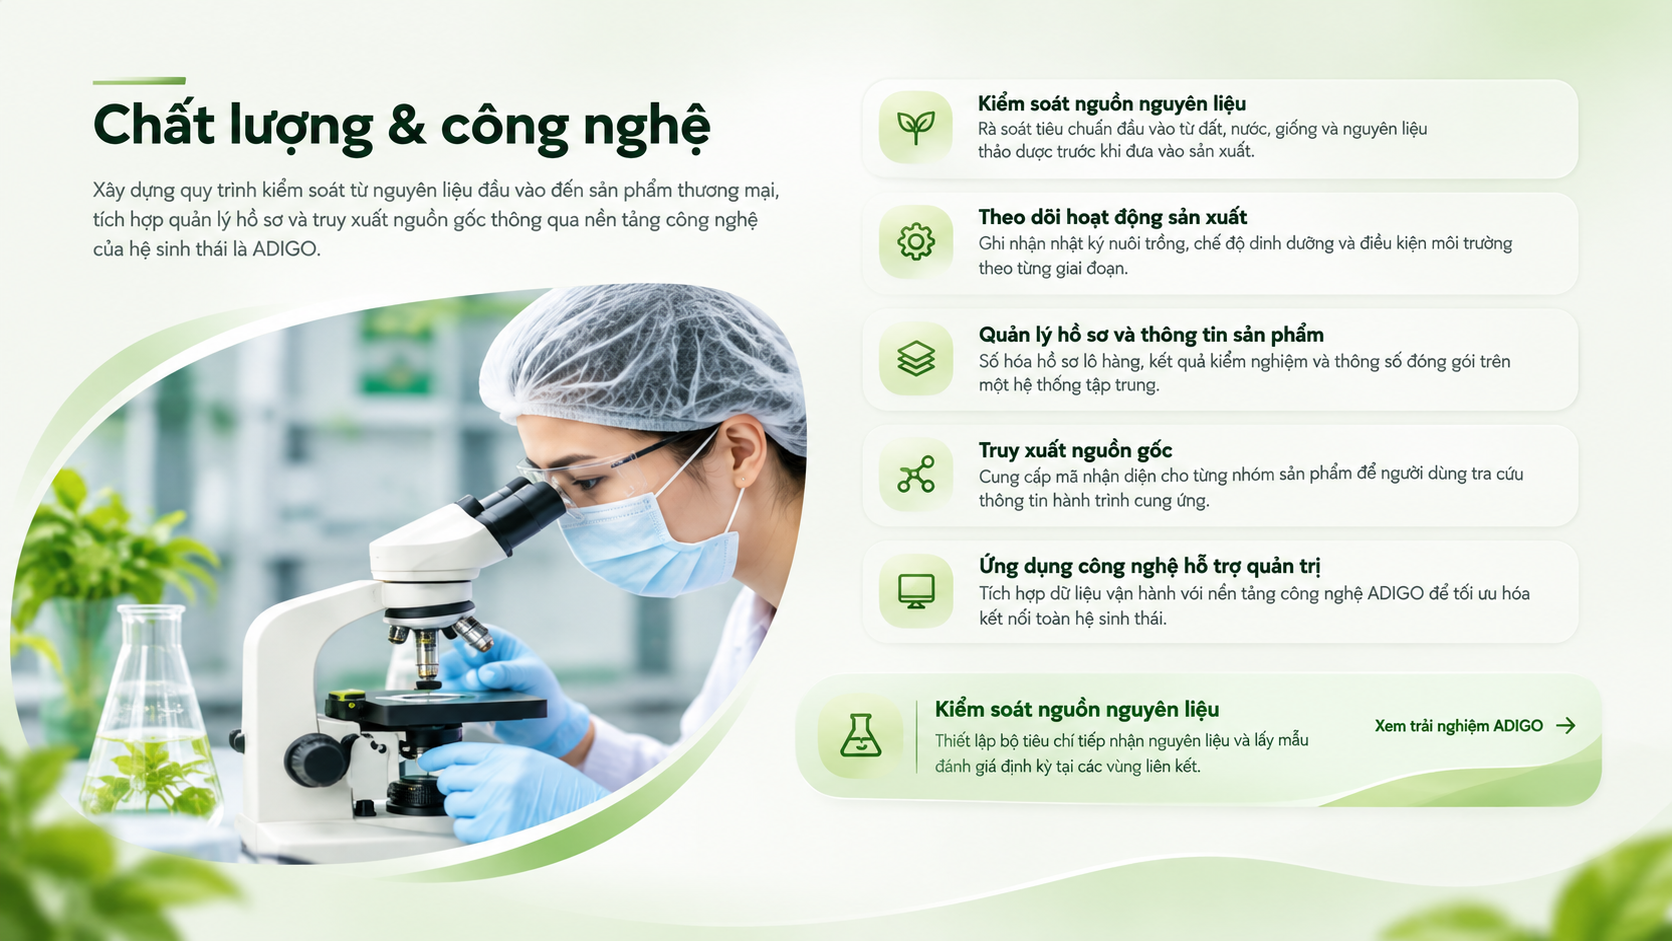 Chất lượng & công nghệ
Xây dựng quy trình kiểm soát từ nguyên liệu đầu vào đến sản phẩm thương mại,
tích hợp quản lý hồ sơ và truy xuất nguồn gốc thông qua nền tảng công nghệ
của hệ sinh thái là ADIGO.
Kiểm soát nguồn nguyên liệu
Rà soát tiêu chuẩn đầu vào từ đất, nước, giống và nguyên liệu
thảo dược trước khi đưa vào sản xuất.
Theo dõi hoạt động sản xuất
Ghi nhận nhật ký nuôi trồng, chế độ dinh dưỡng và điều kiện môi trường
theo từng giai đoạn.
Quản lý hồ sơ và thông tin sản phẩm
Số hóa hồ sơ lô hàng, kết quả kiểm nghiệm và thông số đóng gói trên
một hệ thống tập trung.
Truy xuất nguồn gốc
Cung cấp mã nhận diện cho từng nhóm sản phẩm để người dùng tra cứu
thông tin hành trình cung ứng.
Ứng dụng công nghệ hỗ trợ quản trị
Tích hợp dữ liệu vận hành với nền tảng công nghệ ADIGO để tối ưu hóa
kết nối toàn hệ sinh thái.
Kiểm soát nguồn nguyên liệu
Thiết lập bộ tiêu chí tiếp nhận nguyên liệu và lấy mẫu
đánh giá định kỳ tại các vùng liên kết.
Xem trải nghiệm ADIGO